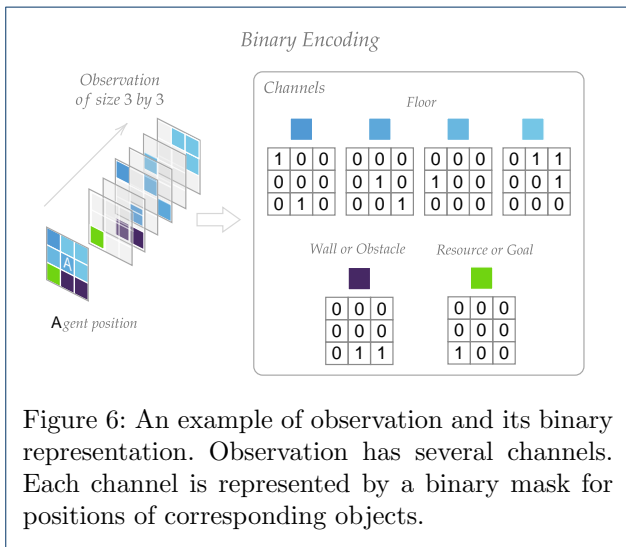 Binary Encoding
Observation
of size 3 by 3
Channels
Floor
1 0 0
0 0 0
0 1 0
0 0 0
0 1 0
0 0 1
0 0 0
1 0 0
0 0 0
0 1 1
0 0 1
0 0 0
Wall or Obstacle
0 0 0
0 0 0
0 1 1
Resource or Goal
0 0 0
0 0 0
1 0 0
A
Agent position
Figure 6: An example of observation and its binary
representation. Observation has several channels.
Each channel is represented by a binary mask for
positions of corresponding objects.